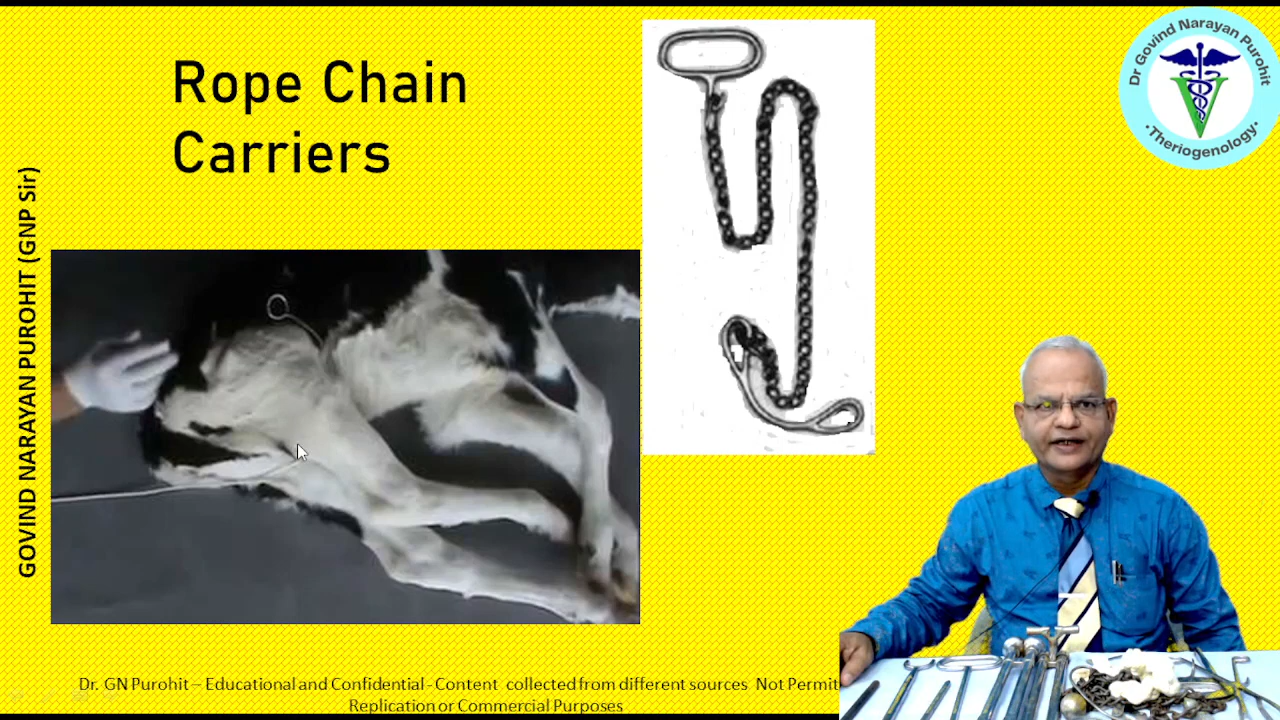 Rope Chain
Carriers
Dr Govind Narayan Purohit
V
•Theriogenology•
GOVIND NARAYAN PUROHIT (GNP Sir)
Dr. GN Purohit – Educational and Confidential - Content collected from different sources Not Permit
Replication or Commercial Purposes